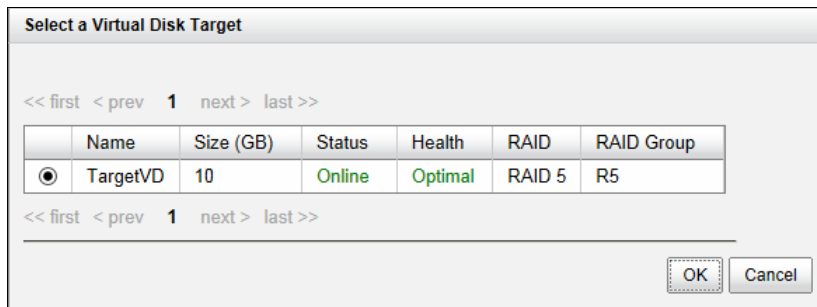 Select a Virtual Disk Target
<< first < prev 1 next > last >>
Name Size (GB) Status Health RAID RAID Group
TargetVD 10 Online Optimal RAID 5 R5
<< first < prev 1 next > last >>
OK Cancel